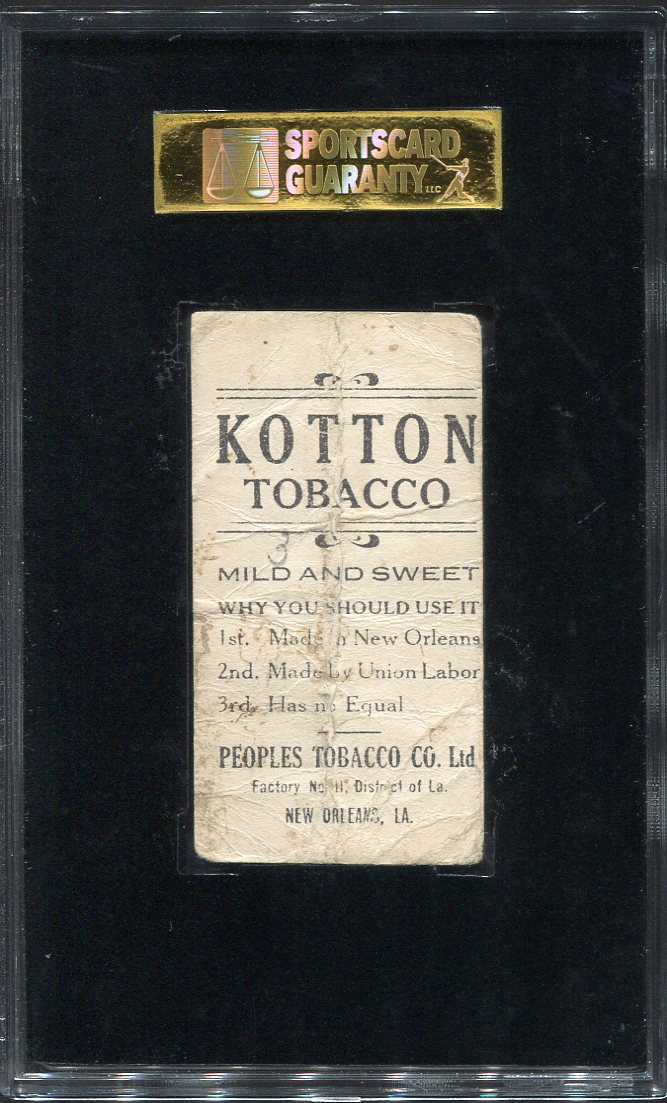 SPORTSCARD
GUARANTY LLC
KOTTON
TOBACCO
MILD AND SWEET
WHY YOU SHOULD USE IT
1st. Made in New Orleans
2nd. Made by Union Labor
3rd. Has no Equal
PEOPLES TOBACCO CO. Ltd
Factory No. 11, District of La.
NEW ORLEANS, LA.